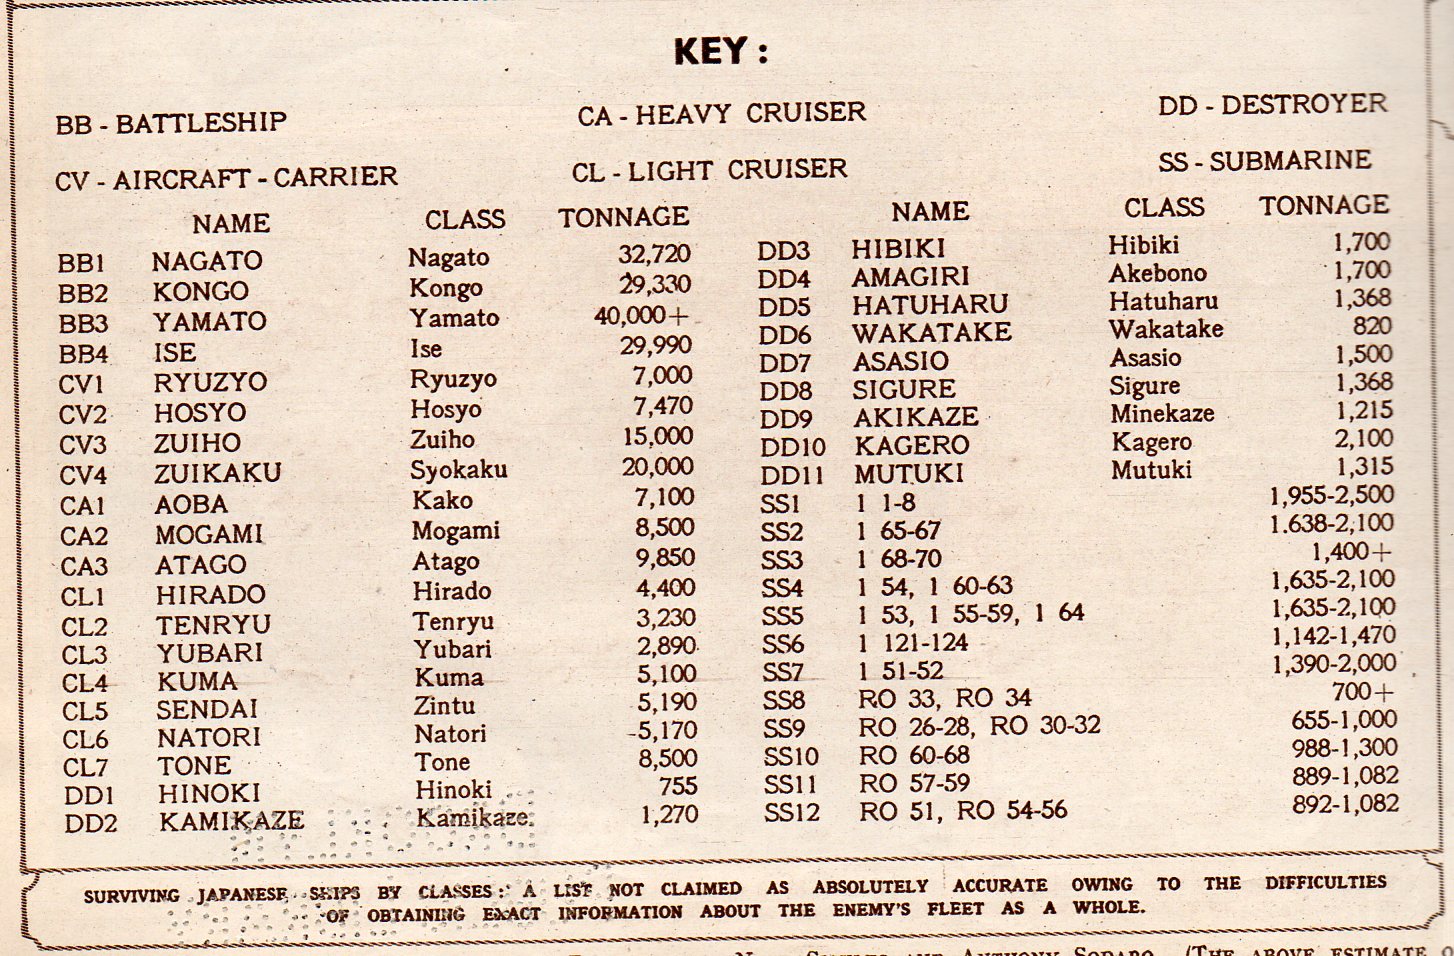 KEY :
BB - BATTLESHIP CA - HEAVY CRUISER DD - DESTROYER
CV - AIRCRAFT - CARRIER CL - LIGHT CRUISER SS - SUBMARINE
NAME CLASS TONNAGE
BB1 NAGATO Nagato 32,720
BB2 KONGO Kongo 29,330
BB3 YAMATO Yamato 40,000+
BB4 ISE Ise 29,990
CV1 RYUZYO Ryuzyo 7,000
CV2 HOSYO Hosyo 7,470
CV3 ZUIHO Zuiho 15,000
CV4 ZUIKAKU Syokaku 20,000
CA1 AOBA Kako 7,100
CA2 MOGAMI Mogami 8,500
CA3 ATAGO Atago 9,850
CL1 HIRADO Hirado 4,400
CL2 TENRYU Tenryu 3,230
CL3 YUBARI Yubari 2,890
CL4 KUMA Kuma 5,100
CL5 SENDAI Zintu 5,190
CL6 NATORI Natori 5,170
CL7 TONE Tone 8,500
DD1 HINOKI Hinoki 755
DD2 KAMIKAZE Kamikaze 1,270
NAME CLASS TONNAGE
DD3 HIBIKI Hibiki 1,700
DD4 AMAGIRI Akebono 1,700
DD5 HATUHARU Hatuharu 1,368
DD6 WAKATAKE Wakatake 820
DD7 ASASIO Asasio 1,500
DD8 SIGURE Sigure 1,368
DD9 AKIKAZE Minekaze 1,215
DD10 KAGERO Kagero 2,100
DD11 MUTUKI Mutuki 1,315
SS1 1 1-8 1,955-2,500
SS2 1 65-67 1.638-2,100
SS3 1 68-70 1,400+
SS4 1 54, 1 60-63 1,635-2,100
SS5 1 53, 1 55-59, 1 64 1,635-2,100
SS6 1 121-124 1,142-1,470
SS7 1 51-52 1,390-2,000
SS8 RO 33, RO 34 700+
SS9 RO 26-28, RO 30-32 655-1,000
SS10 RO 60-68 988-1,300
SS11 RO 57-59 889-1,082
SS12 RO 51, RO 54-56 892-1,082
SURVIVING JAPANESE SHIPS BY CLASSES: A LIST NOT CLAIMED AS ABSOLUTELY ACCURATE OWING TO THE DIFFICULTIES
OF OBTAINING EXACT INFORMATION ABOUT THE ENEMY'S FLEET AS A WHOLE.
AND ANTHONY SODARO (THE ABOVE ESTIMATE